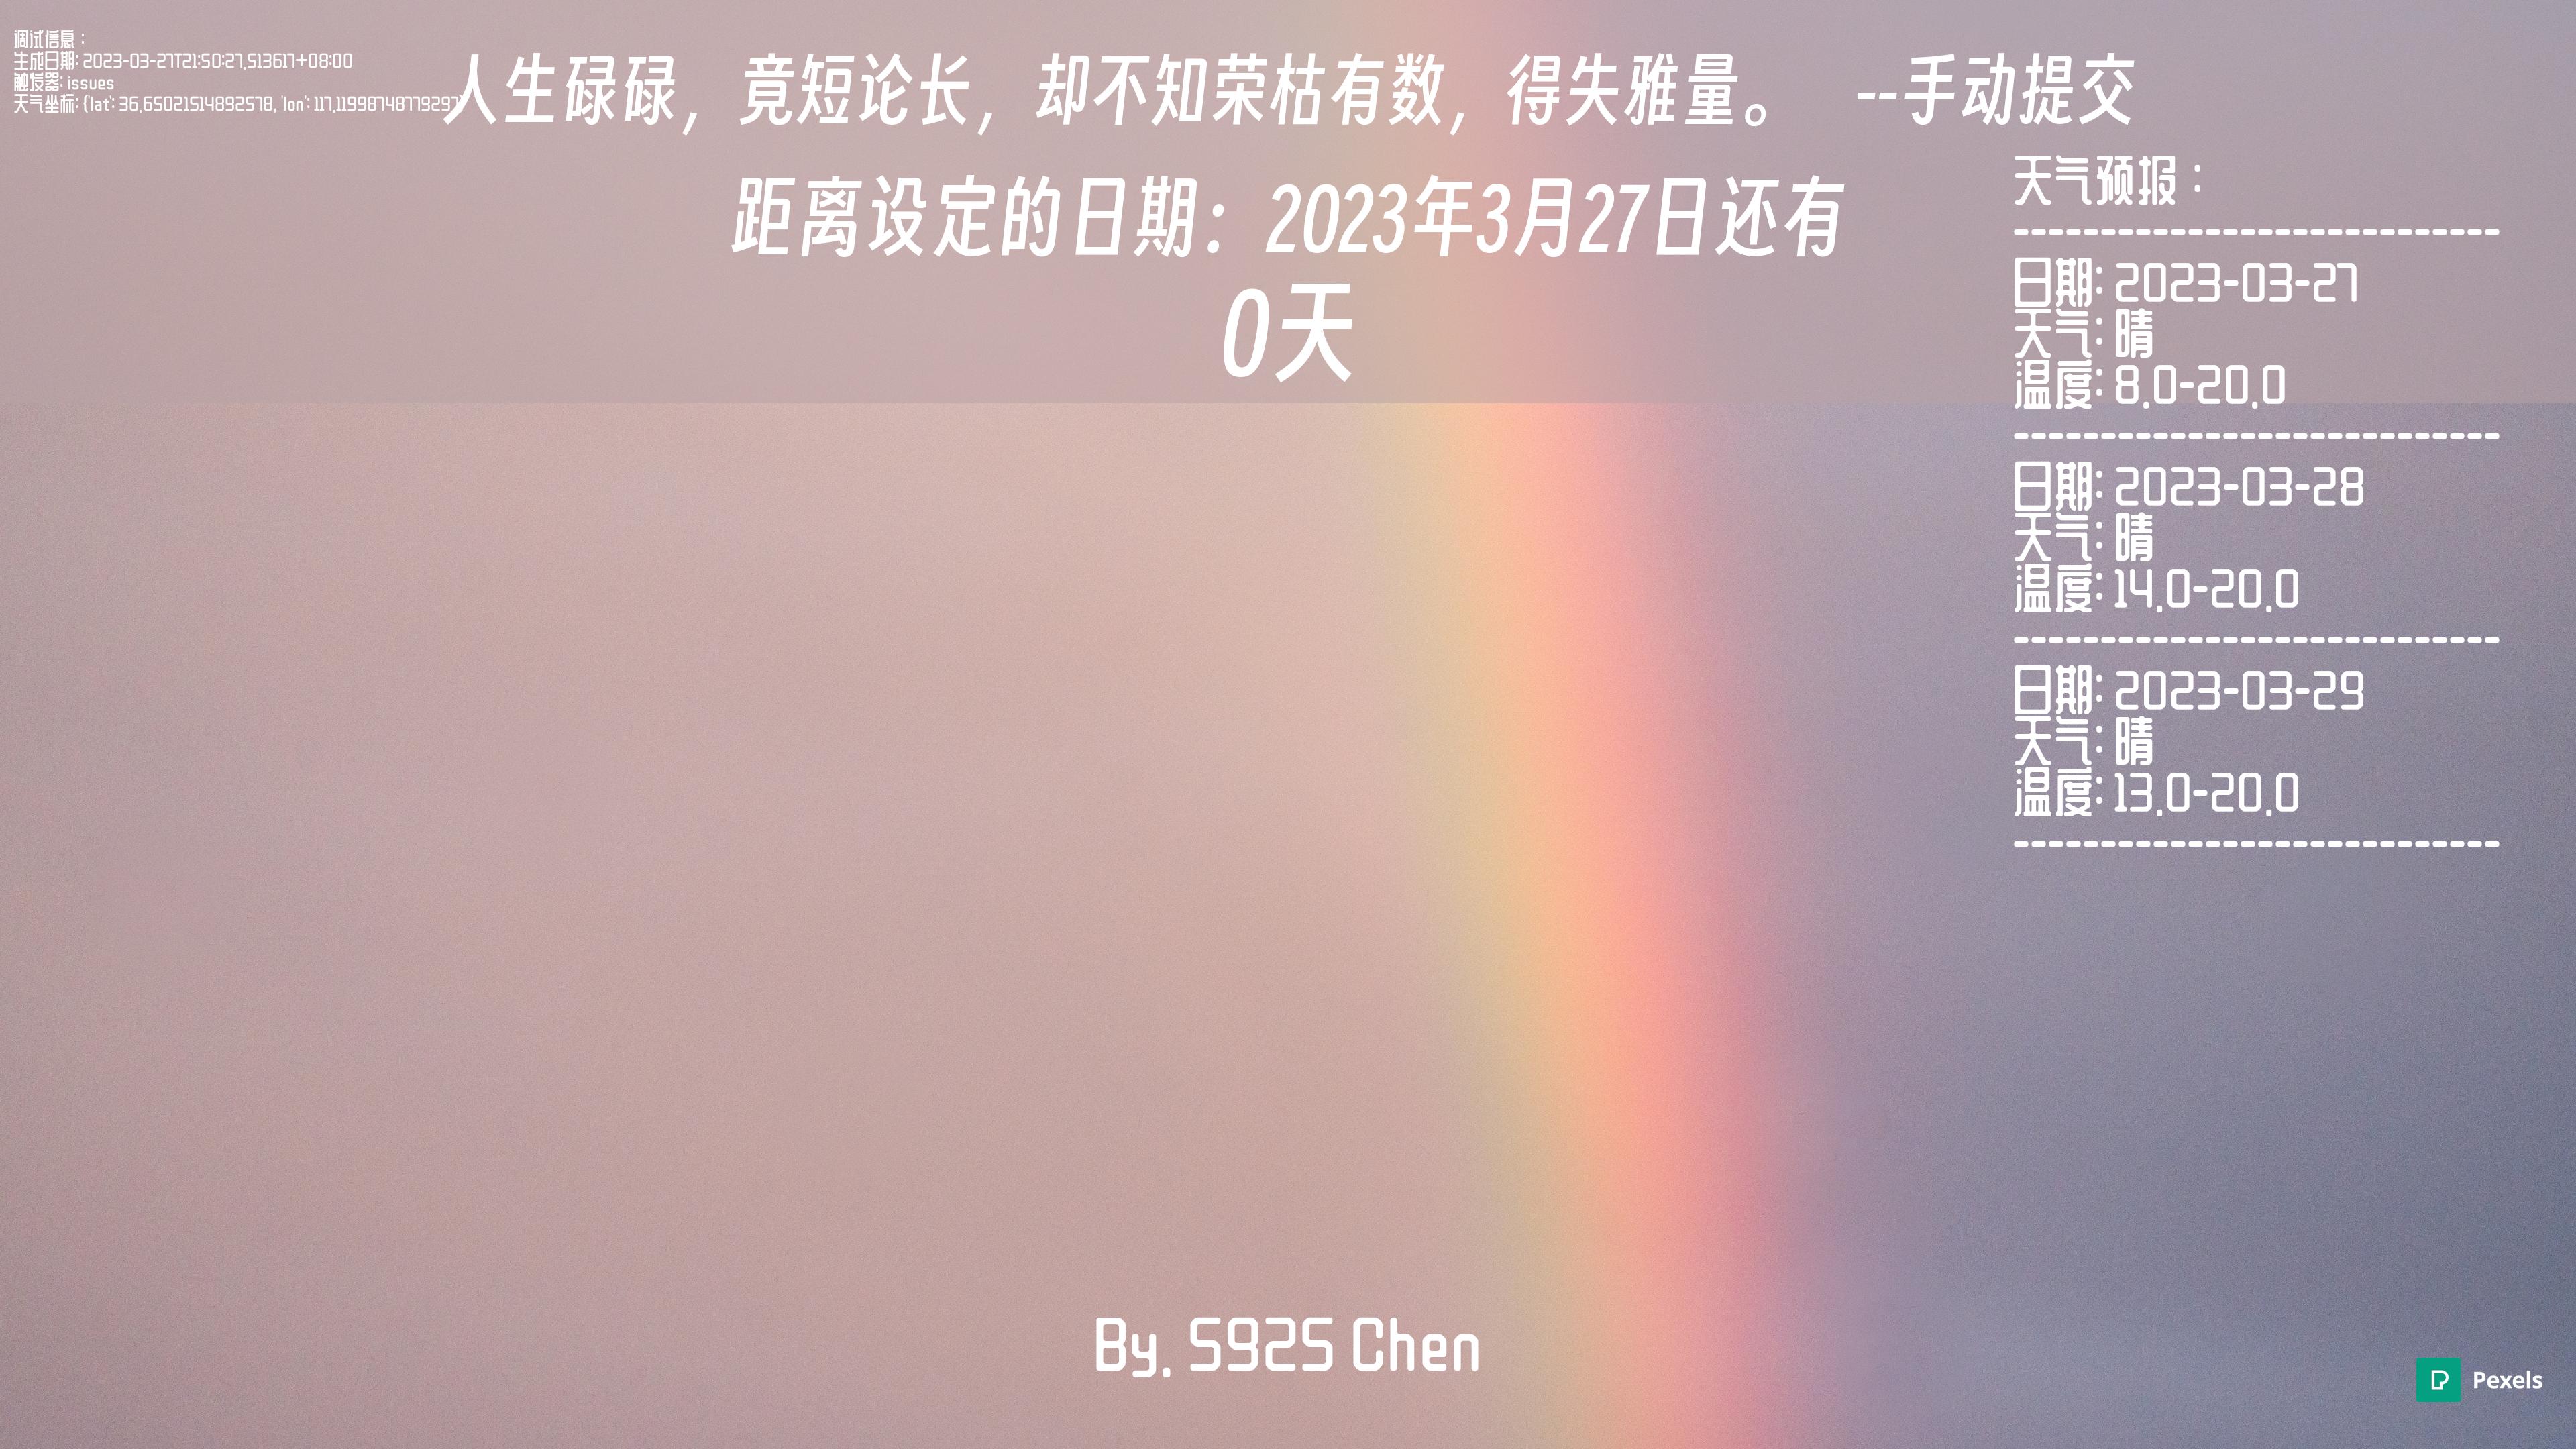 调试信息：
生成日期: 2023-03-27T21:50:27.513617+08:00
触发器: issues
天气坐标: {'lat': 36.65021514892578, 'lon': 117.11998748779297}
人生碌碌，竟短论长，却不知荣枯有数，得失雅量。 --手动提交
距离设定的日期：2023年3月27日还有
0天
天气预报：
----------------------------
日期: 2023-03-27
天气: 晴
温度: 8.0-20.0
----------------------------
日期: 2023-03-28
天气: 晴
温度: 14.0-20.0
----------------------------
日期: 2023-03-29
天气: 晴
温度: 13.0-20.0
----------------------------
By. S92S Chen
Pexels